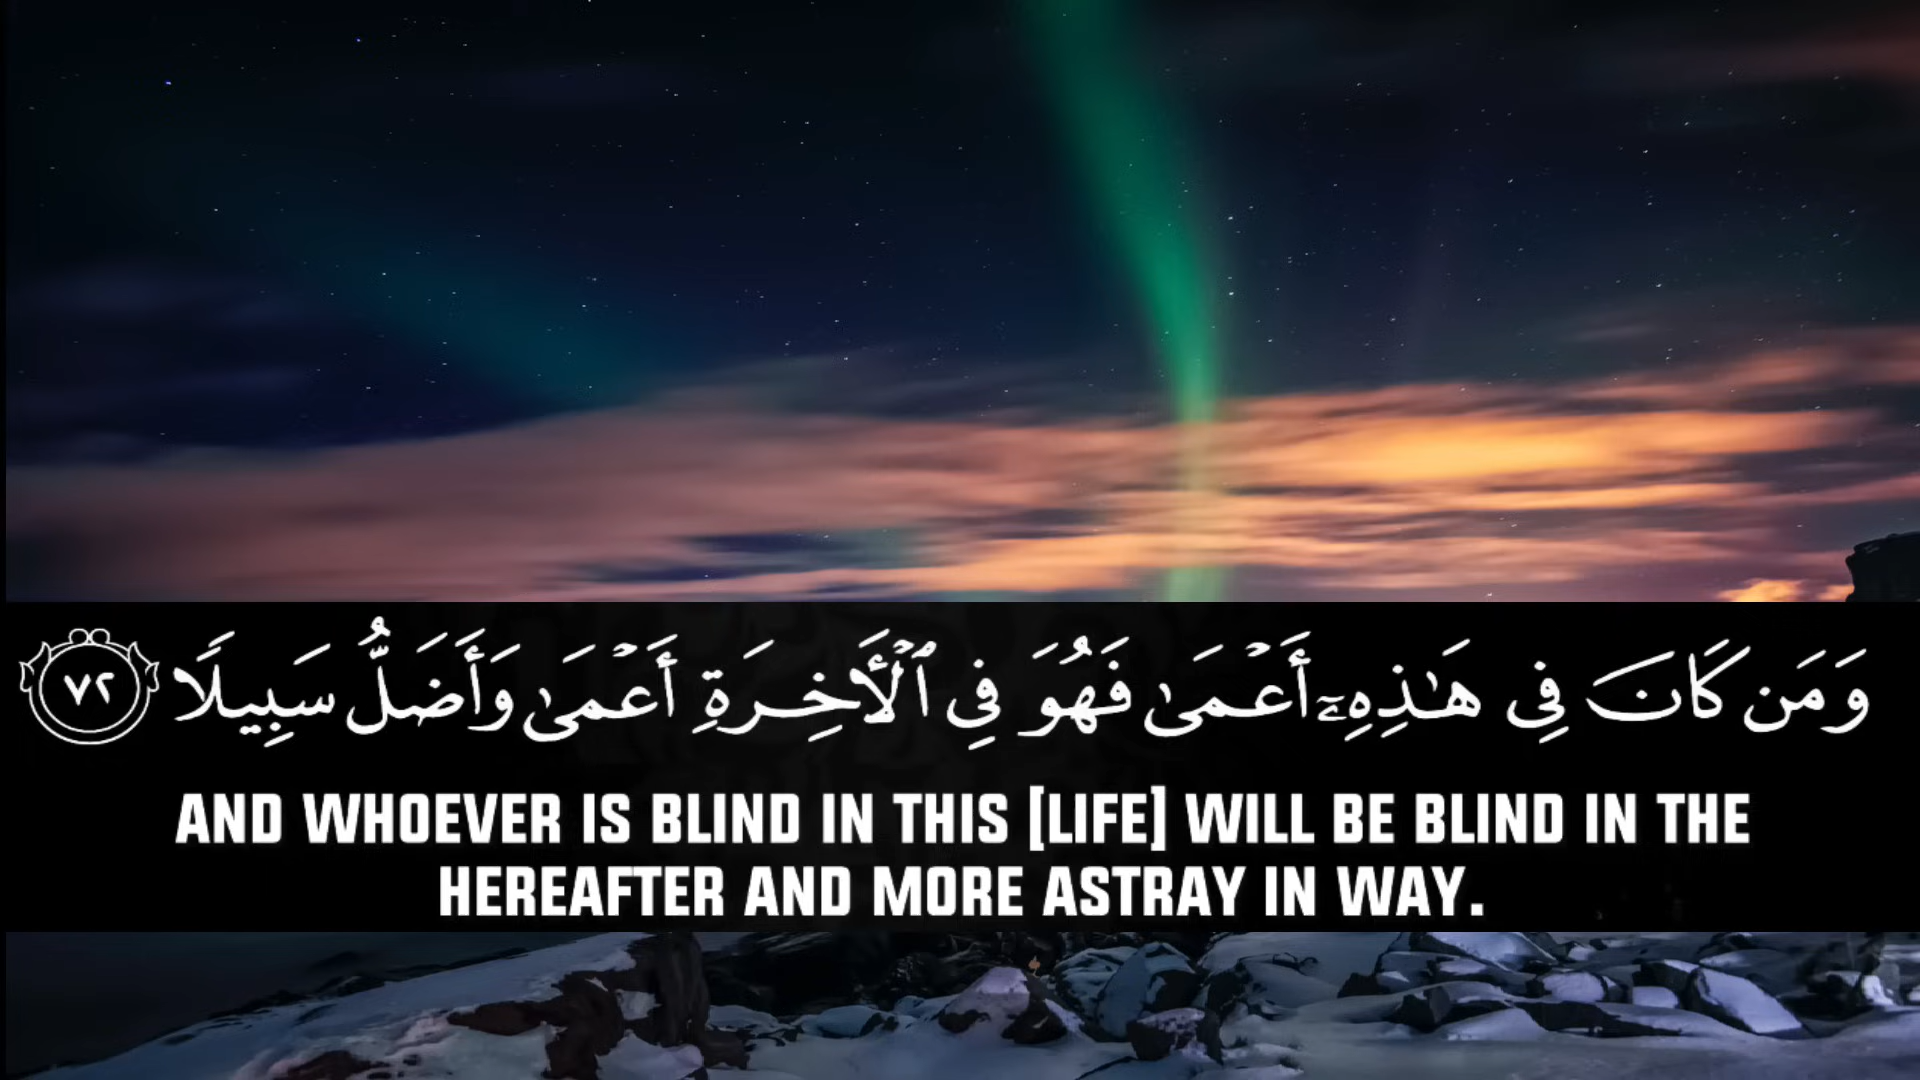 وَمَن كَانَ فِى هَـٰذِهِۦٓ أَعْمَىٰ فَهُوَ فِى ٱلْـَٔاخِرَةِ أَعْمَىٰ وَأَضَلُّ سَبِيلًا ٧٢
AND WHOEVER IS BLIND IN THIS [LIFE] WILL BE BLIND IN THE
HEREAFTER AND MORE ASTRAY IN WAY.